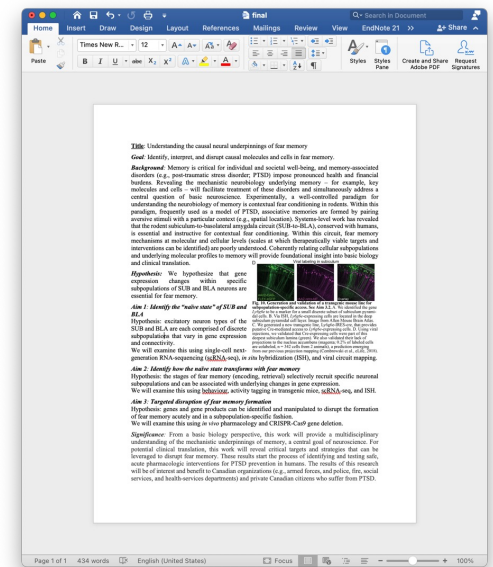 final
Search in Document
Home Insert Draw Design Layout References Mailings Review View EndNote 21 Share
Paste
Times New R... 12
Styles Styles Pane Create and Share Adobe PDF Request Signatures
Title: Understanding the causal neural underpinnings of fear memory
Goal: Identify, interpret, and disrupt causal molecules and cells in fear memory.
Background: Memory is critical for individual and societal well-being, and memory-associated
disorders (e.g., post-traumatic stress disorder; PTSD) impose pronounced health and financial
burdens. Revealing the mechanistic neurobiology underlying memory – for example, key
molecules and cells – will facilitate treatment of these disorders and simultaneously address a
central question of basic neuroscience. Experimentally, a well-controlled paradigm for
understanding the neurobiology of memory is contextual fear conditioning in rodents. Within this
paradigm, frequently used as a model of PTSD, associative memories are formed by pairing
aversive stimuli with a particular context (e.g., spatial location). Systems-level work has revealed
that the rodent subiculum-to-basolateral amygdala circuit (SUB-to-BLA), conserved with humans,
is essential and instructive for contextual fear conditioning. Within this circuit, fear memory
mechanisms at molecular and cellular levels (scales at which therapeutically viable targets and
interventions can be identified) are poorly understood. Coherently relating cellular subpopulations
and underlying molecular profiles to memory will provide foundational insight into basic biology
and clinical translation.
Viral labeling in subiculum
Hypothesis: We hypothesize that gene
expression within specific
subpopulations of SUB and BLA neurons are
essential for fear memory.
Aim 1: Identify the "naïve state" of SUB and
BLA
Hypothesis: excitatory neuron types of the
SUB and BLA are each comprised of discrete
subpopulations that vary in gene expression
and connectivity.
We will examine this using single-cell next-
generation RNA-sequencing (scRNA-seq), in situ hybridization (ISH), and viral circuit mapping.
Fig. 10. Generation and validation of a transgenic mouse line for
subpopulation-specific access. See Aim 3.2. A.
Aim 2: Identify how the naïve state transforms with fear memory
Hypothesis: the stages of fear memory (encoding, retrieval) selectively recruit specific neuronal
subpopulations and can be associated with underlying changes in gene expression.
We will examine this using behaviour, activity tagging in transgenic mice, scRNA-seq, and ISH.
Aim 3: Targeted disruption of fear memory formation
Hypothesis: genes and gene products can be identified and manipulated to disrupt the formation
of fear memory acutely and in a subpopulation-specific fashion.
We will examine this using in vivo pharmacology and CRISPR-Cas9 gene deletion.
Significance: From a basic biology perspective, this work will provide a multidisciplinary
understanding of the mechanistic underpinnings of memory, a central goal of neuroscience. For
potential clinical translation, this work will reveal critical targets and strategies that can be
leveraged to disrupt fear memory. These results start the process of identifying and testing safe,
acute pharmacologic interventions for PTSD prevention in humans. The results of this research
will be of interest and benefit to Canadian organizations (e.g., armed forces, and police, fire, social
services, and health-services departments) and private Canadian citizens who suffer from PTSD.
Page 1 of 1 434 words English (United States) Focus 100%